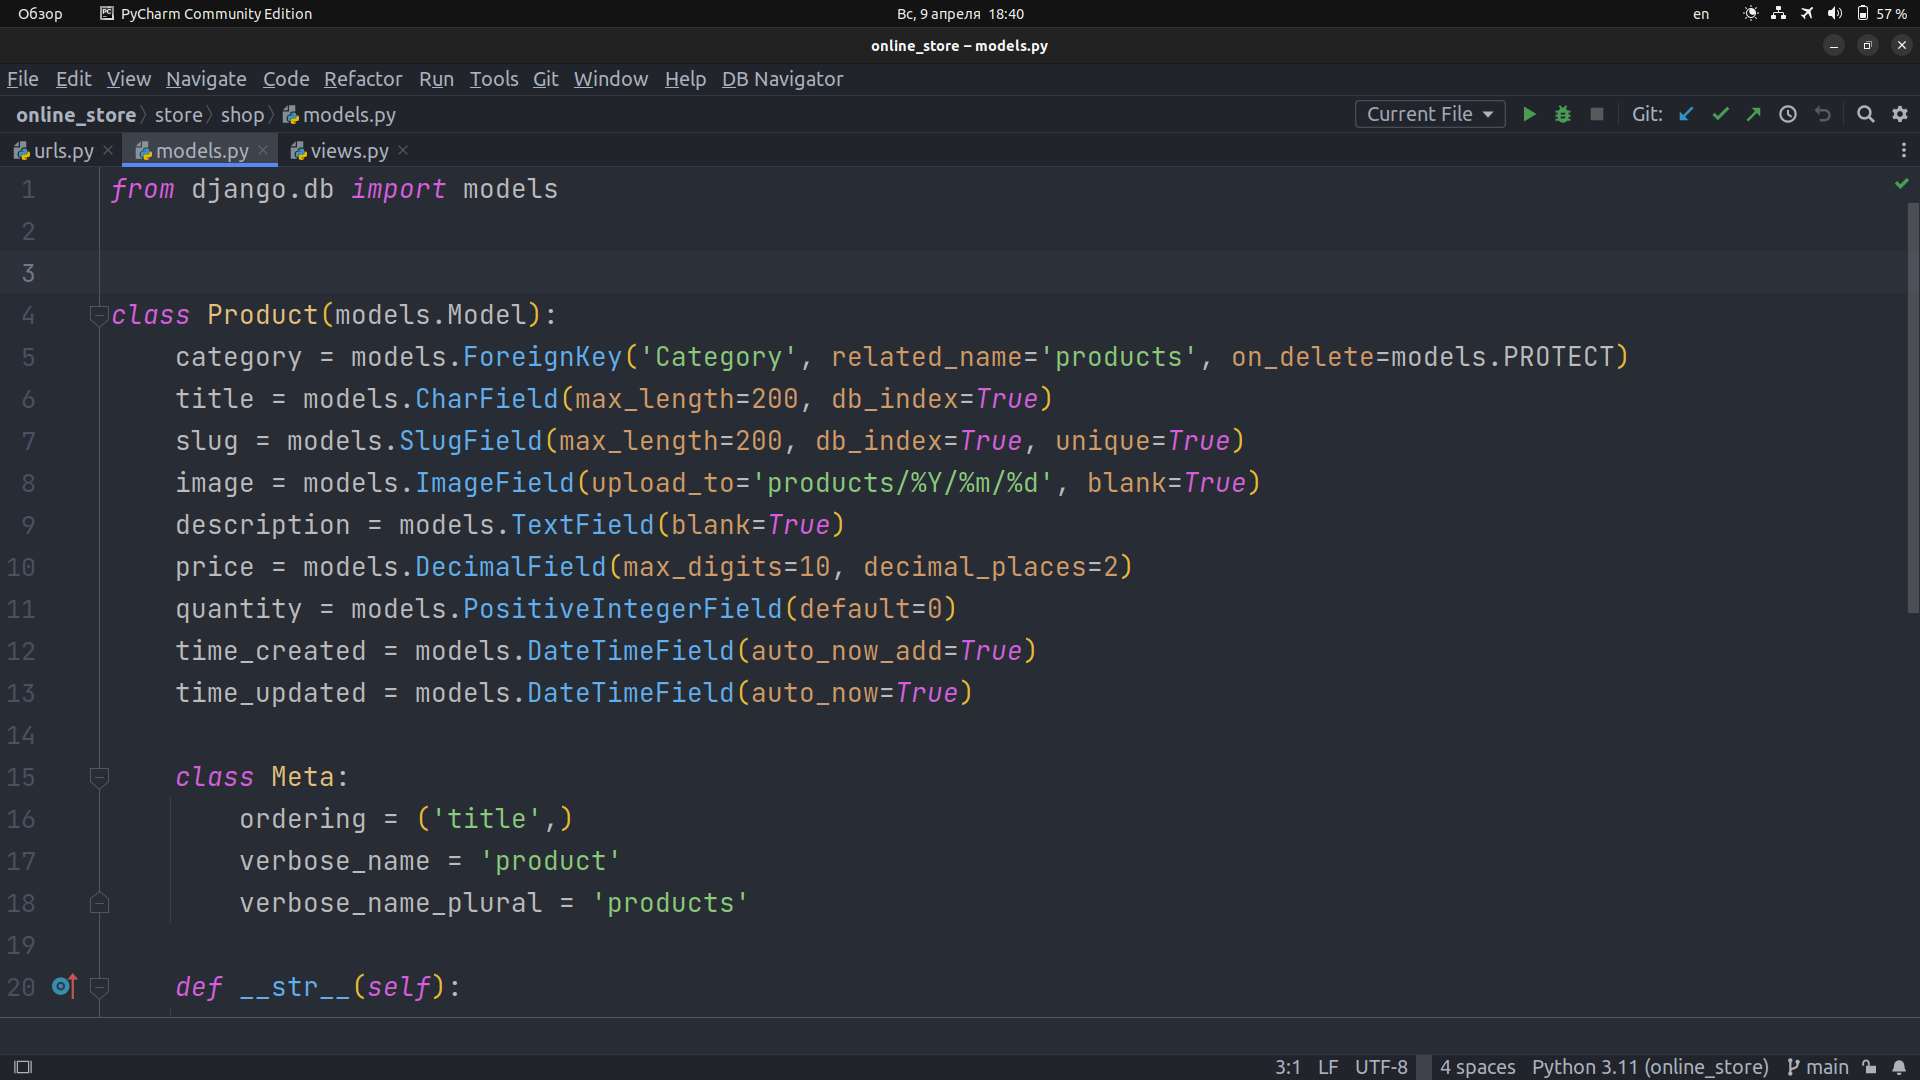 Обзор PyCharm Community Edition Вс, 9 апреля 18:40 en 57 %
online_store – models.py
File Edit View Navigate Code Refactor Run Tools Git Window Help DB Navigator
online_store store shop models.py Current File Git:
urls.py models.py views.py
1 from django.db import models
2
3
4 class Product(models.Model):
5 category = models.ForeignKey('Category', related_name='products', on_delete=models.PROTECT)
6 title = models.CharField(max_length=200, db_index=True)
7 slug = models.SlugField(max_length=200, db_index=True, unique=True)
8 image = models.ImageField(upload_to='products/%Y/%m/%d', blank=True)
9 description = models.TextField(blank=True)
10 price = models.DecimalField(max_digits=10, decimal_places=2)
11 quantity = models.PositiveIntegerField(default=0)
12 time_created = models.DateTimeField(auto_now_add=True)
13 time_updated = models.DateTimeField(auto_now=True)
14
15 class Meta:
16 ordering = ('title',)
17 verbose_name = 'product'
18 verbose_name_plural = 'products'
19
20 def __str__(self):
3:1 LF UTF-8 4 spaces Python 3.11 (online_store) main